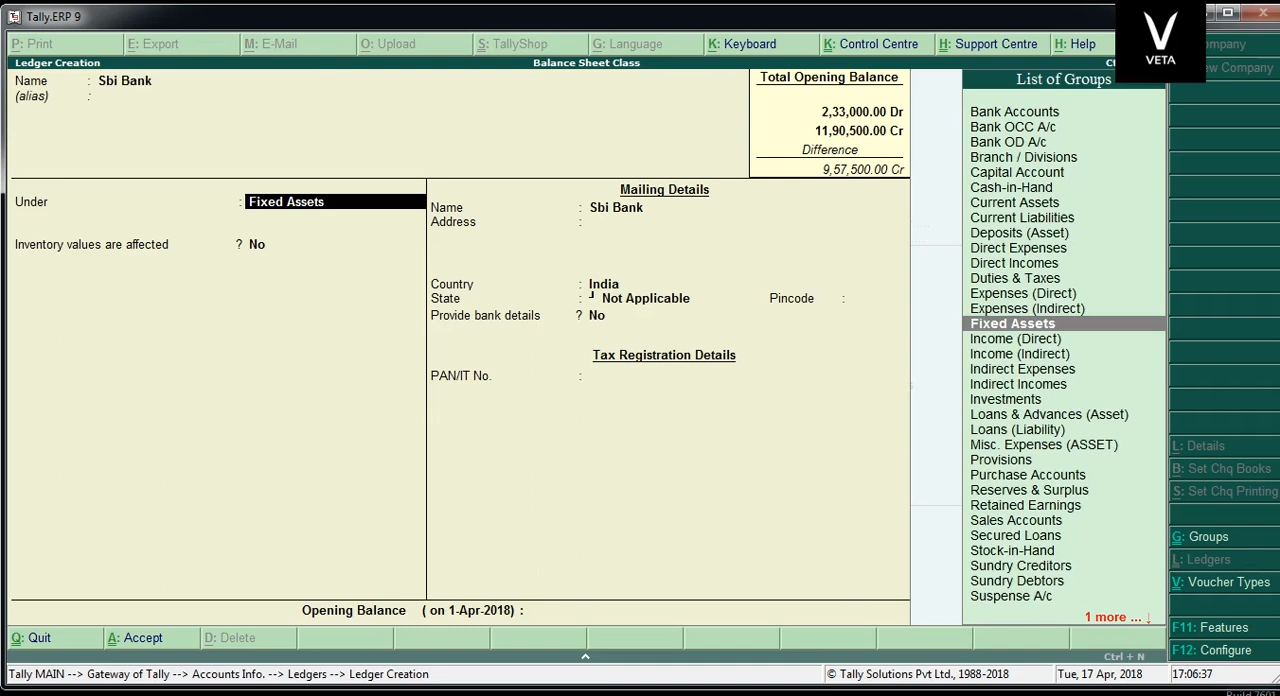 Tally.ERP 9
P: Print E: Export M: E-Mail O: Upload S: TallyShop G: Language K: Keyboard K: Control Centre H: Support Centre H: Help
VETA
Ledger Creation Balance Sheet Class
Name : Sbi Bank
(alias) :
Total Opening Balance
2,33,000.00 Dr
11,90,500.00 Cr
Difference
9,57,500.00 Cr
Under : Fixed Assets
Inventory values are affected ? No
Mailing Details
Name : Sbi Bank
Address :
Country : India
State : Not Applicable Pincode :
Provide bank details ? No
Tax Registration Details
PAN/IT No. :
Opening Balance ( on 1-Apr-2018) :
List of Groups
Bank Accounts
Bank OCC A/c
Bank OD A/c
Branch / Divisions
Capital Account
Cash-in-Hand
Current Assets
Current Liabilities
Deposits (Asset)
Direct Expenses
Direct Incomes
Duties & Taxes
Expenses (Direct)
Expenses (Indirect)
Fixed Assets
Income (Direct)
Income (Indirect)
Indirect Expenses
Indirect Incomes
Investments
Loans & Advances (Asset)
Loans (Liability)
Misc. Expenses (ASSET)
Provisions
Purchase Accounts
Reserves & Surplus
Retained Earnings
Sales Accounts
Secured Loans
Stock-in-Hand
Sundry Creditors
Sundry Debtors
Suspense A/c
1 more ... ↓
Company
L: Details
B: Set Chq Books
S: Set Chq Printing
G: Groups
L: Ledgers
V: Voucher Types
F11: Features
F12: Configure
Q: Quit A: Accept D: Delete
Ctrl + N
Tally MAIN --> Gateway of Tally --> Accounts Info. --> Ledgers --> Ledger Creation © Tally Solutions Pvt Ltd., 1988-2018 Tue, 17 Apr, 2018 17:06:37